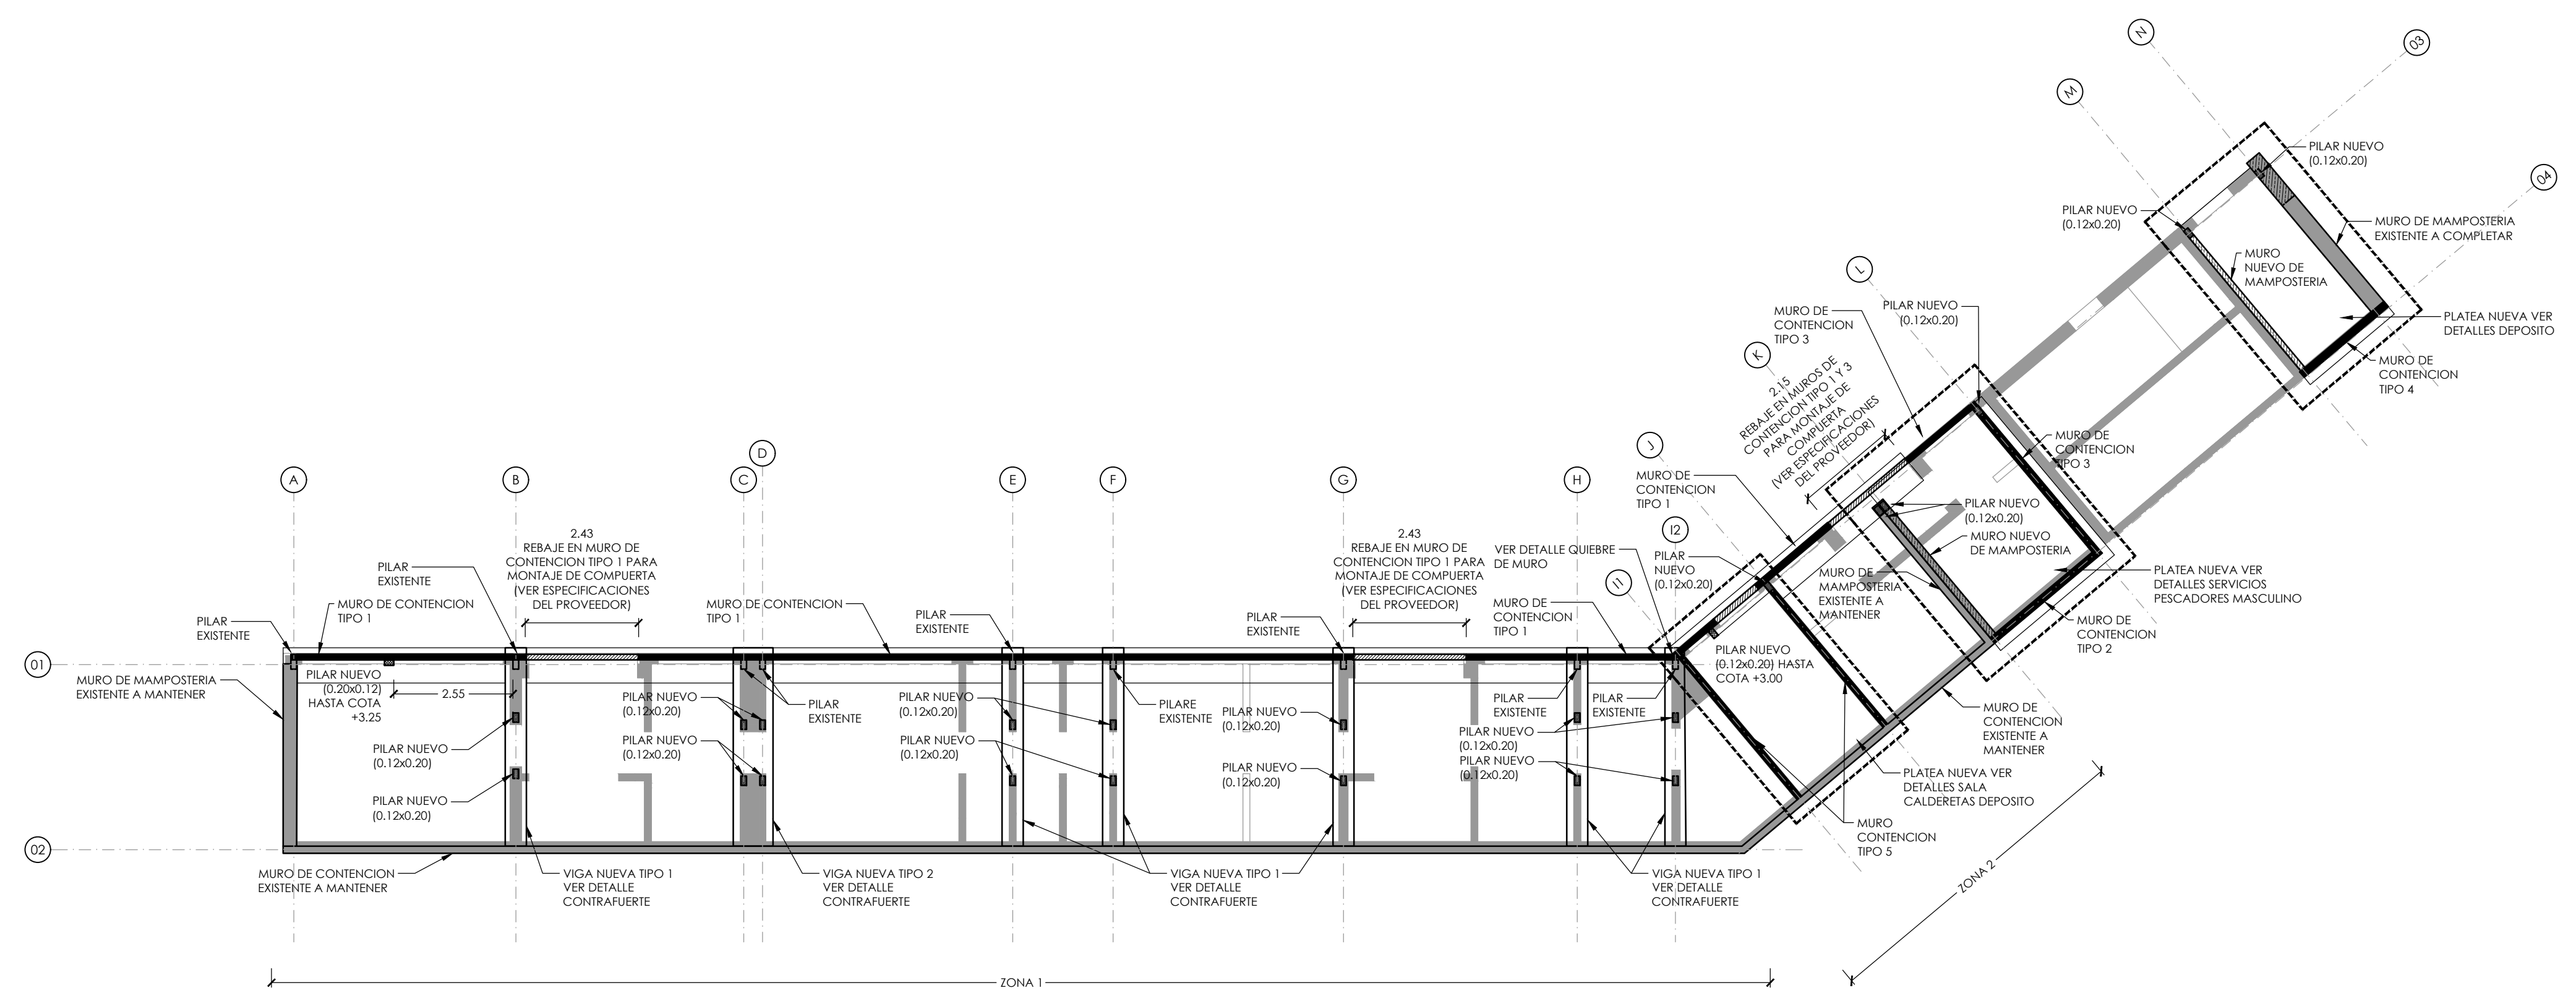 N
03
M
PILAR NUEVO
(0.12x0.20)
04
PILAR NUEVO
(0.12x0.20)
MURO DE MAMPOSTERIA
EXISTENTE A COMPLETAR
MURO
NUEVO DE
MAMPOSTERIA
L
PILAR NUEVO
(0.12x0.20)
MURO DE
CONTENCION
TIPO 3
PLATEA NUEVA VER
DETALLES DEPOSITO
K
MURO DE
CONTENCION
TIPO 4
2.15
REBAJE EN MUROS DE
CONTENCION TIPO 1 Y 3
PARA MONTAJE DE
COMPUERTA
(VER ESPECIFICACIONES
DEL PROVEEDOR)
J
MURO DE
CONTENCION
TIPO 3
D
A
B
C
E
F
G
H
MURO DE
CONTENCION
TIPO 1
PILAR NUEVO
(0.12x0.20)
I2
2.43
REBAJE EN MURO DE
CONTENCION TIPO 1 PARA
MONTAJE DE COMPUERTA
(VER ESPECIFICACIONES
DEL PROVEEDOR)
2.43
REBAJE EN MURO DE
CONTENCION TIPO 1 PARA
MONTAJE DE COMPUERTA
(VER ESPECIFICACIONES
DEL PROVEEDOR)
VER DETALLE QUIEBRE
DE MURO
PILAR
NUEVO
(0.12x0.20)
MURO NUEVO
DE MAMPOSTERIA
I1
PILAR
EXISTENTE
MURO DE
MAMPOSTERIA
EXISTENTE A
MANTENER
PLATEA NUEVA VER
DETALLES SERVICIOS
PESCADORES MASCULINO
PILAR
EXISTENTE
MURO DE CONTENCION
TIPO 1
MURO DE CONTENCION
TIPO 1
PILAR
EXISTENTE
PILAR
EXISTENTE
MURO DE
CONTENCION
TIPO 1
MURO DE
CONTENCION
TIPO 2
01
PILAR NUEVO
(0.20x0.12)
HASTA COTA
+3.25
PILAR NUEVO
(0.12x0.20) HASTA
COTA +3.00
MURO DE MAMPOSTERIA
EXISTENTE A MANTENER
2.55
PILAR NUEVO
(0.12x0.20)
PILAR
EXISTENTE
PILAR NUEVO
(0.12x0.20)
PILARE
EXISTENTE
PILAR NUEVO
(0.12x0.20)
PILAR
EXISTENTE
PILAR
EXISTENTE
MURO DE
CONTENCION
EXISTENTE A
MANTENER
PILAR NUEVO
(0.12x0.20)
PILAR NUEVO
(0.12x0.20)
PILAR NUEVO
(0.12x0.20)
PILAR NUEVO
(0.12x0.20)
PILAR NUEVO
(0.12x0.20)
PILAR NUEVO
(0.12x0.20)
PILAR NUEVO
(0.12x0.20)
PLATEA NUEVA VER
DETALLES SALA
CALDERETAS DEPOSITO
MURO
CONTENCION
TIPO 5
02
MURO DE CONTENCION
EXISTENTE A MANTENER
VIGA NUEVA TIPO 1
VER DETALLE
CONTRAFUERTE
VIGA NUEVA TIPO 2
VER DETALLE
CONTRAFUERTE
VIGA NUEVA TIPO 1
VER DETALLE
CONTRAFUERTE
VIGA NUEVA TIPO 1
VER DETALLE
CONTRAFUERTE
ZONA 2
ZONA 1